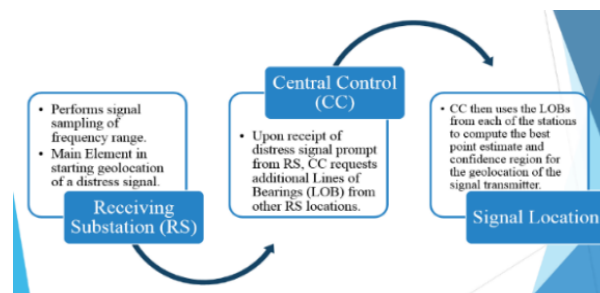 • Performs signal
sampling of
frequency range.
• Main Element in
starting geolocation
of a distress signal.
Receiving
Substation (RS)
Central Control
(CC)
• Upon receipt of
distress signal prompt
from RS, CC requests
additional Lines of
Bearings (LOB) from
other RS locations.
• CC then uses the LOBs
from each of the stations
to compute the best
point estimate and
confidence region for
the geolocation of the
signal transmitter.
Signal Location